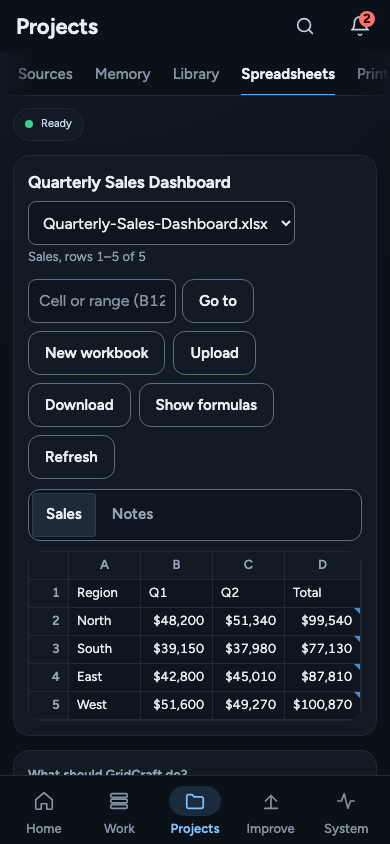 Projects
2
Sources Memory Library Spreadsheets Print
Ready
Quarterly Sales Dashboard
Quarterly-Sales-Dashboard.xlsx
Sales, rows 1–5 of 5
Cell or range (B12 Go to
New workbook Upload
Download Show formulas
Refresh
Sales Notes
A B C D
1 Region Q1 Q2 Total
2 North $48,200 $51,340 $99,540
3 South $39,150 $37,980 $77,130
4 East $42,800 $45,010 $87,810
5 West $51,600 $49,270 $100,870
What should GridCraft do?
Home Work Projects Improve System